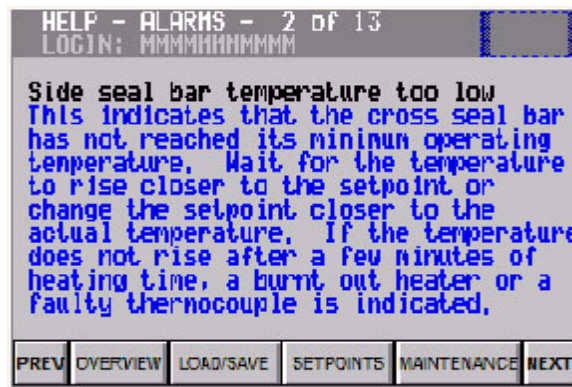 HELP - ALARMS - 2 of 13
LOGIN: MMMMHHNMMMM
Side seal bar temperature too low
This indicates that the cross seal bar
has not reached its minimum operating
temperature. Wait for the temperature
to rise closer to the setpoint or
change the setpoint closer to the
actual temperature. If the temperature
does not rise after a few minutes of
heating time, a burnt out heater or a
faulty thermocouple is indicated.
PREV OVERVIEW LOAD/SAVE SETPOINTS MAINTENANCE NEXT